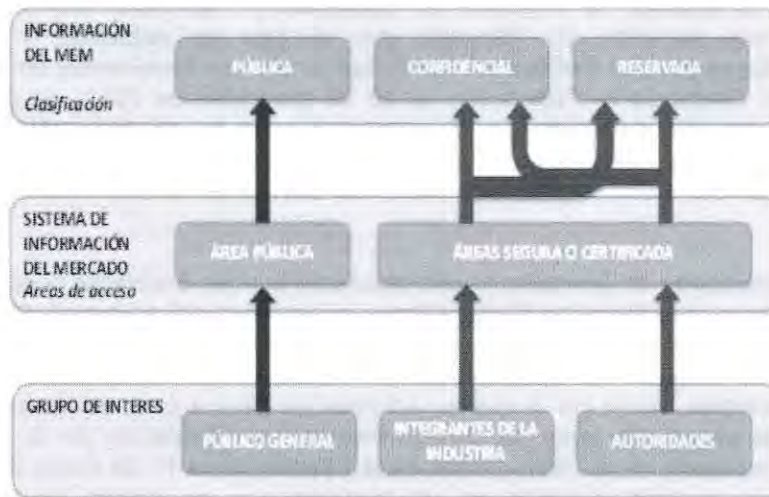 INFORMACIÓN
DEL MEM
Clasificación
PÚBLICA
CONFIDENCIAL
RESERVADA
SISTEMA DE
INFORMACIÓN
DEL MERCADO
Áreas de acceso
ÁREA PÚBLICA
ÁREAS SEGURA O CERTIFICADA
GRUPO DE INTERES
PÚBLICO GENERAL
INTEGRANTES DE LA
INDUSTRIA
AUTORIDADES